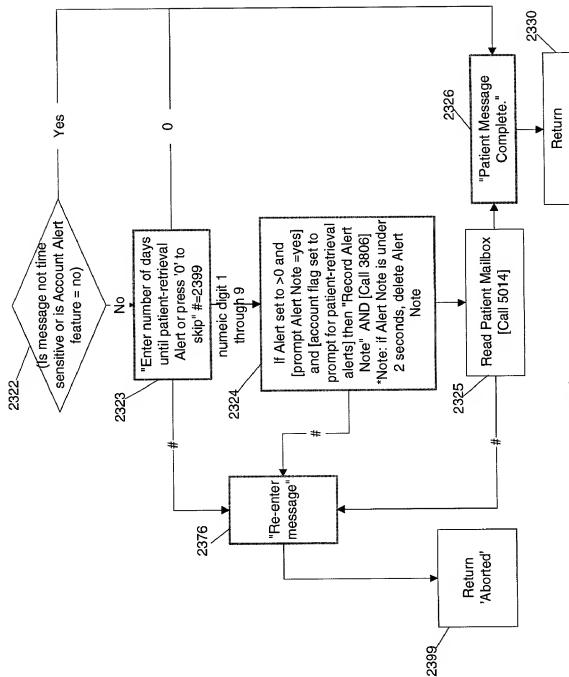 2322
(Is message not time
sensitive or is Account Alert
feature = no)
Yes
No
2323
"Enter number of days
until patient-retrieval
Alert or press '0' to
skip" #=2399
0
#
numeic digit 1
through 9
2324
If Alert set to >0 and
[prompt Alert Note =yes]
and [account flag set to
prompt for patient-retrieval
alerts] then "Record Alert
Note" AND [Call 3806]
*Note: if Alert Note is under
2 seconds, delete Alert
Note
#
2325
Read Patient Mailbox
[Call 5014]
#
2376
"Re-enter
message"
2399
Return
'Aborted'
2326
"Patient Message
Complete."
2330
Return